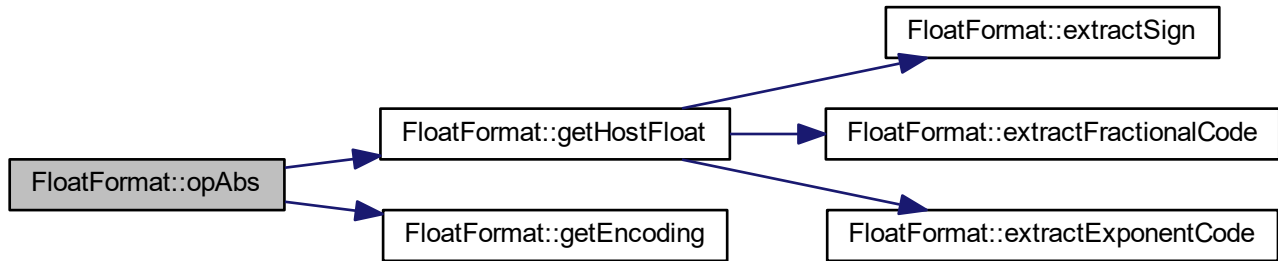 FloatFormat::extractSign
FloatFormat::getHostFloat
FloatFormat::extractFractionalCode
FloatFormat::opAbs
FloatFormat::getEncoding
FloatFormat::extractExponentCode